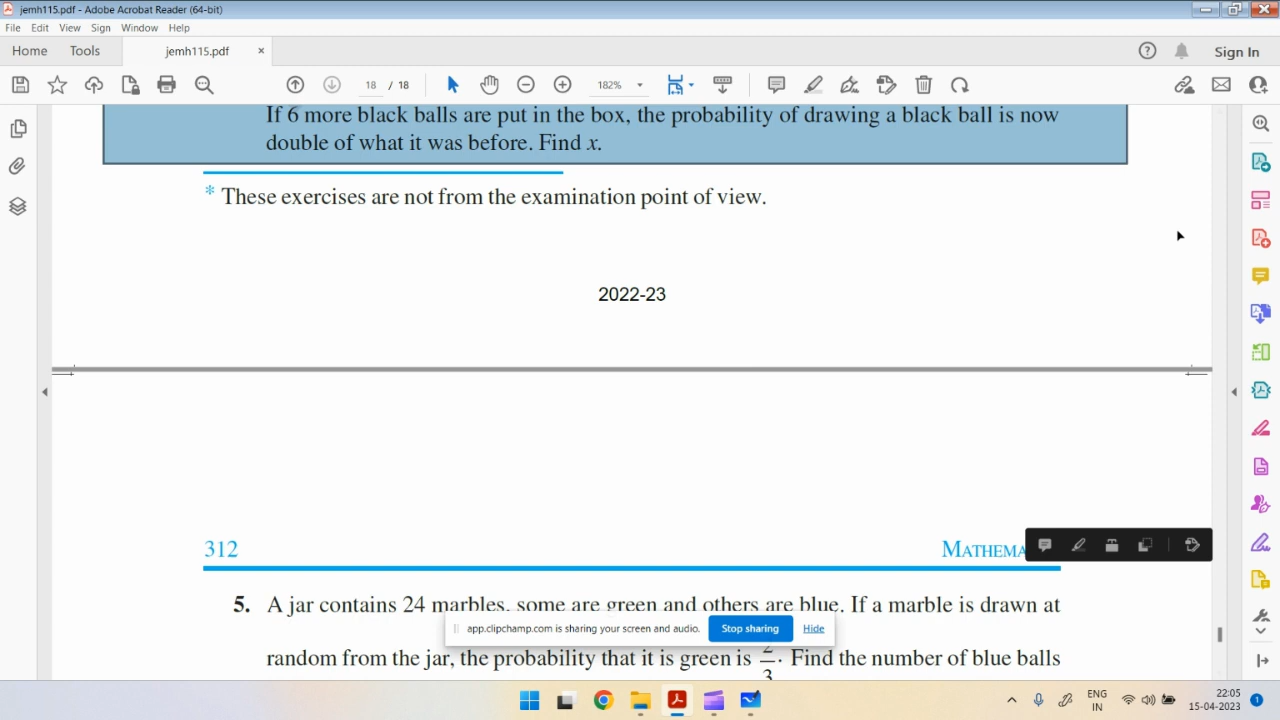 jemh115.pdf - Adobe Acrobat Reader (64-bit)
File Edit View Sign Window Help
Home Tools jemh115.pdf × Sign In
18 / 18 182%
If 6 more black balls are put in the box, the probability of drawing a black ball is now
double of what it was before. Find x.
* These exercises are not from the examination point of view.
2022-23
312 MATHEMA
5. A jar contains 24 marbles, some are green and others are blue. If a marble is drawn at
app.clipchamp.com is sharing your screen and audio. Stop sharing Hide
random from the jar, the probability that it is green is 2/3. Find the number of blue balls
ENG
IN
22:05
15-04-2023
1